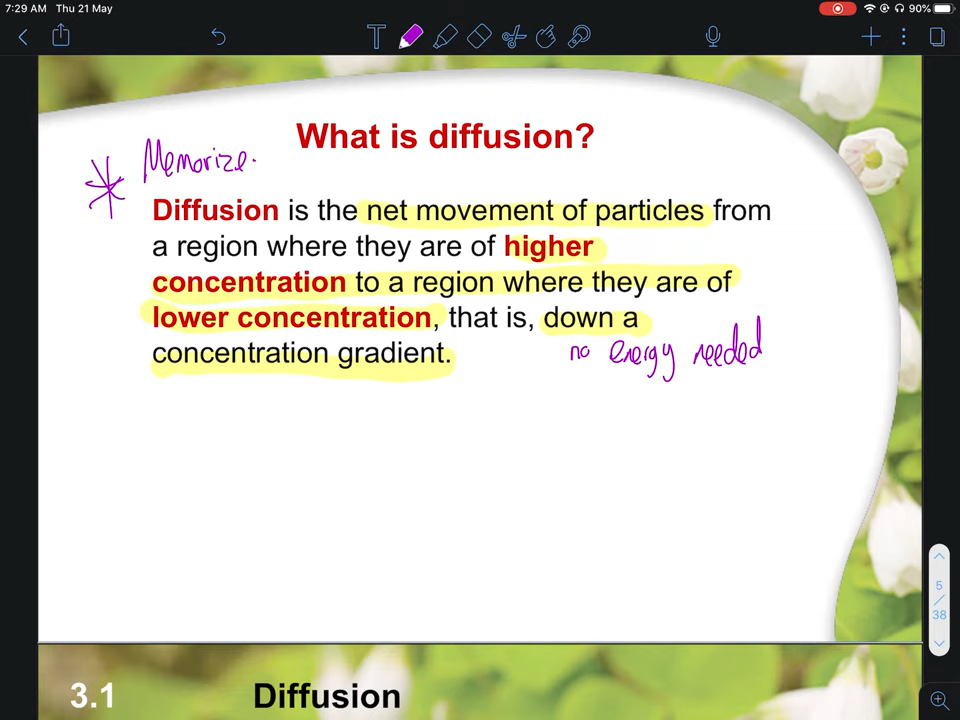 7:29 AM Thu 21 May
90%
What is diffusion?
Memorize.
Diffusion is the net movement of particles from
a region where they are of higher
concentration to a region where they are of
lower concentration, that is, down a
concentration gradient.
no energy needed
5
/
38
3.1 Diffusion